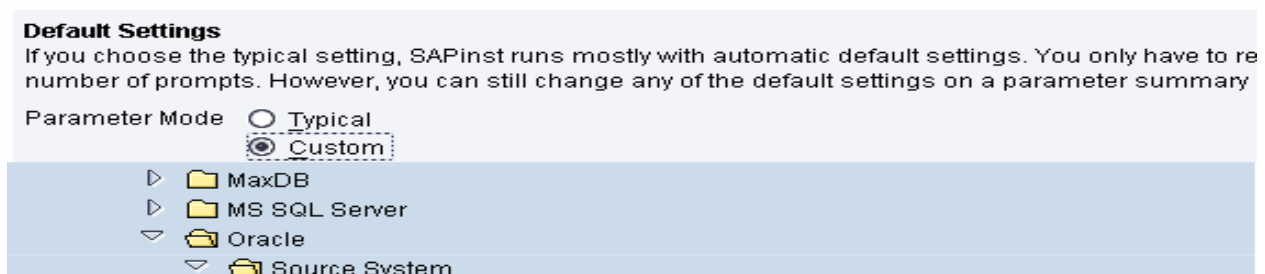 Default Settings
If you choose the typical setting, SAPinst runs mostly with automatic default settings. You only have to re
number of prompts. However, you can still change any of the default settings on a parameter summary
Parameter Mode Typical
Custom
MaxDB
MS SQL Server
Oracle
Source System